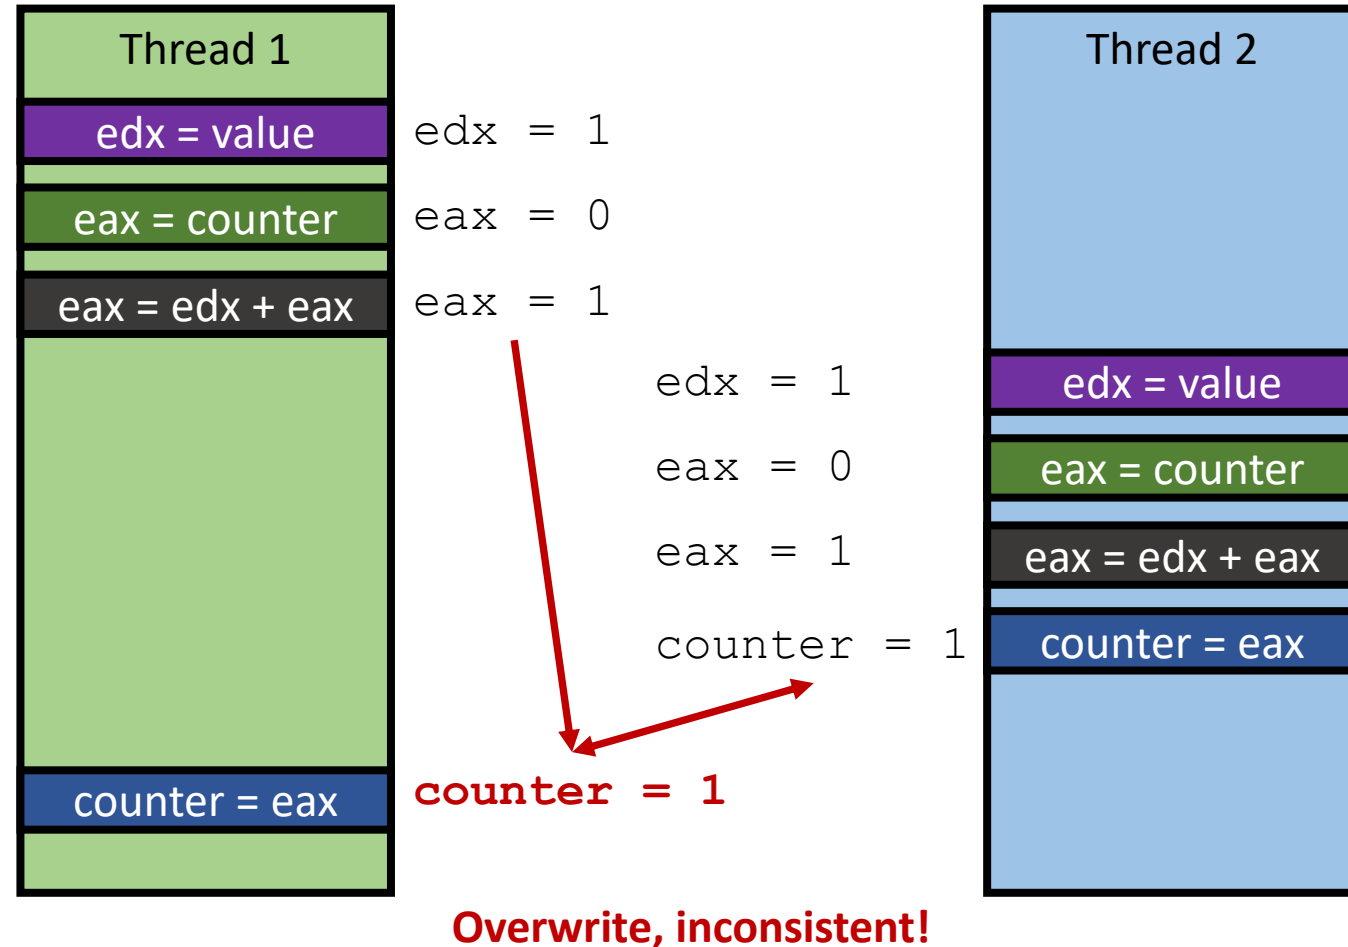 Thread 1
edx = value
eax = counter
eax = edx + eax
counter = eax
edx = 1
eax = 0
eax = 1
edx = 1
eax = 0
eax = 1
counter = 1
counter = 1
Thread 2
edx = value
eax = counter
eax = edx + eax
counter = eax
Overwrite, inconsistent!